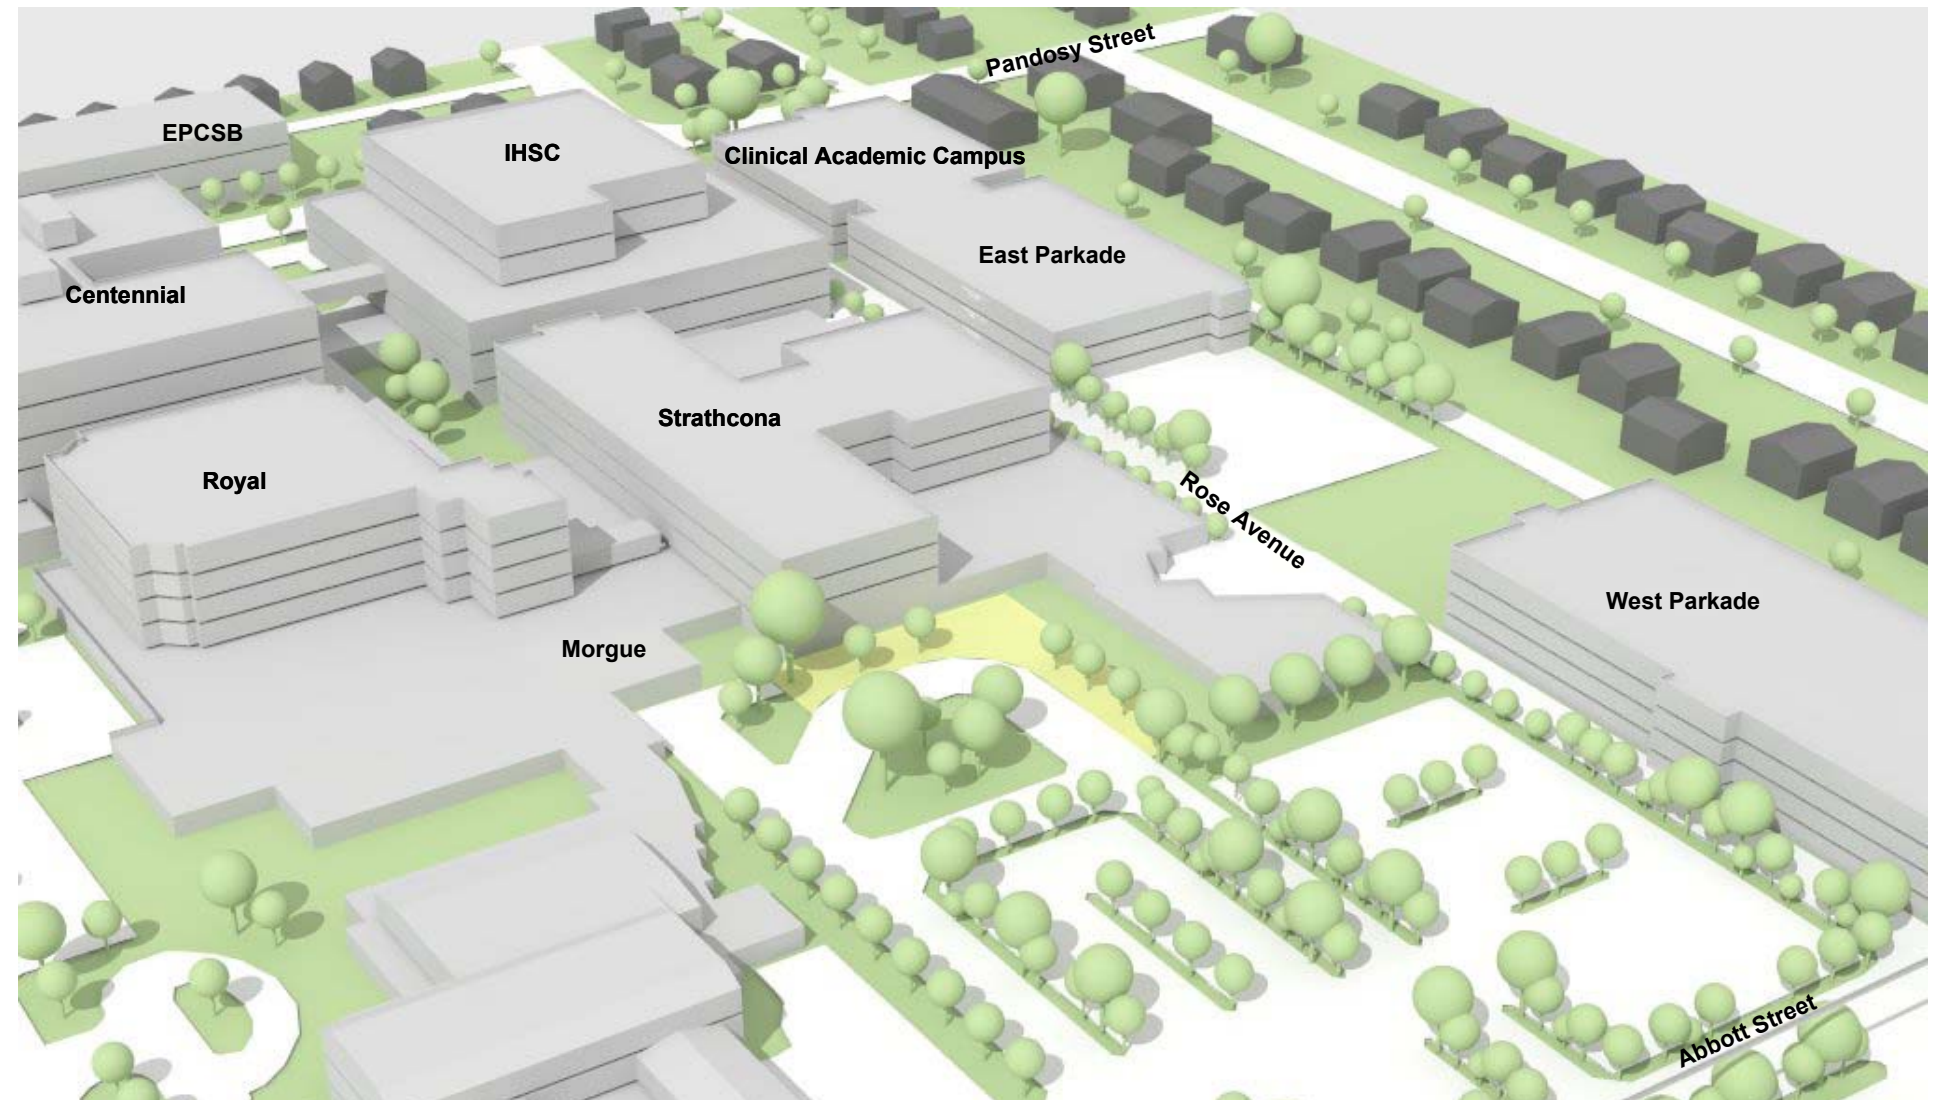 Pandosy Street
EPCSB
IHSC
Clinical Academic Campus
East Parkade
Centennial
Strathcona
Royal
Rose Avenue
West Parkade
Morgue
Abbott Street